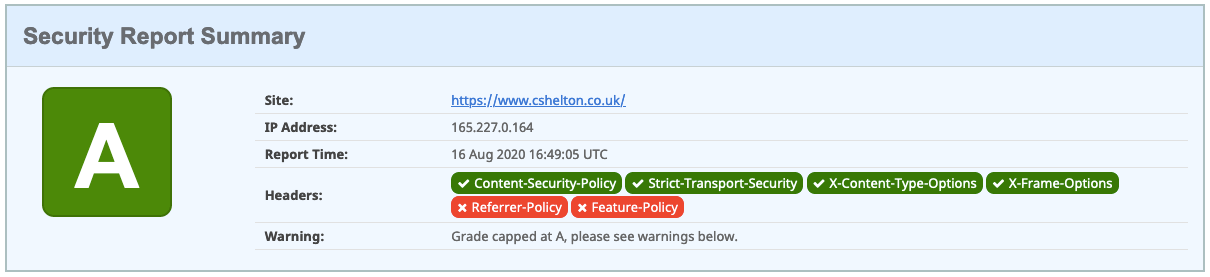 Security Report Summary
A
Site: https://www.cshelton.co.uk/
IP Address: 165.227.0.164
Report Time: 16 Aug 2020 16:49:05 UTC
Headers: ✔ Content-Security-Policy ✔ Strict-Transport-Security ✔ X-Content-Type-Options ✔ X-Frame-Options
✖ Referrer-Policy ✖ Feature-Policy
Warning: Grade capped at A, please see warnings below.